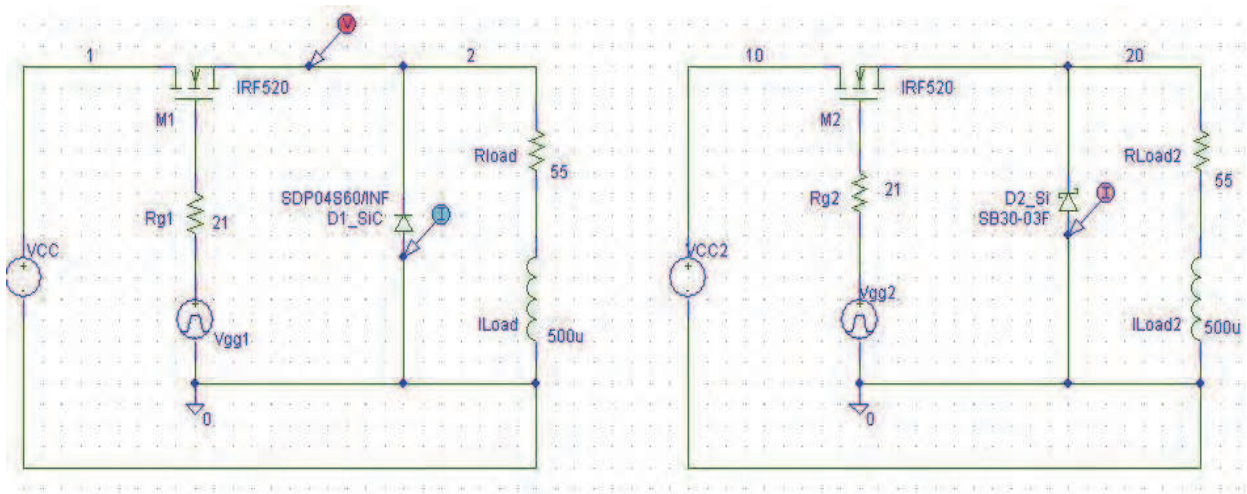 V
1
2
IRF520
M1
Rload
55
SDP04S60/INF
D1_SiC
I
Rg1
21
VCC
Vgg1
ILoad
500u
0
10
20
IRF520
M2
RLoad2
55
Rg2
21
D2_Si
SB30-03F
I
VCC2
Vgg2
ILoad2
500u
0